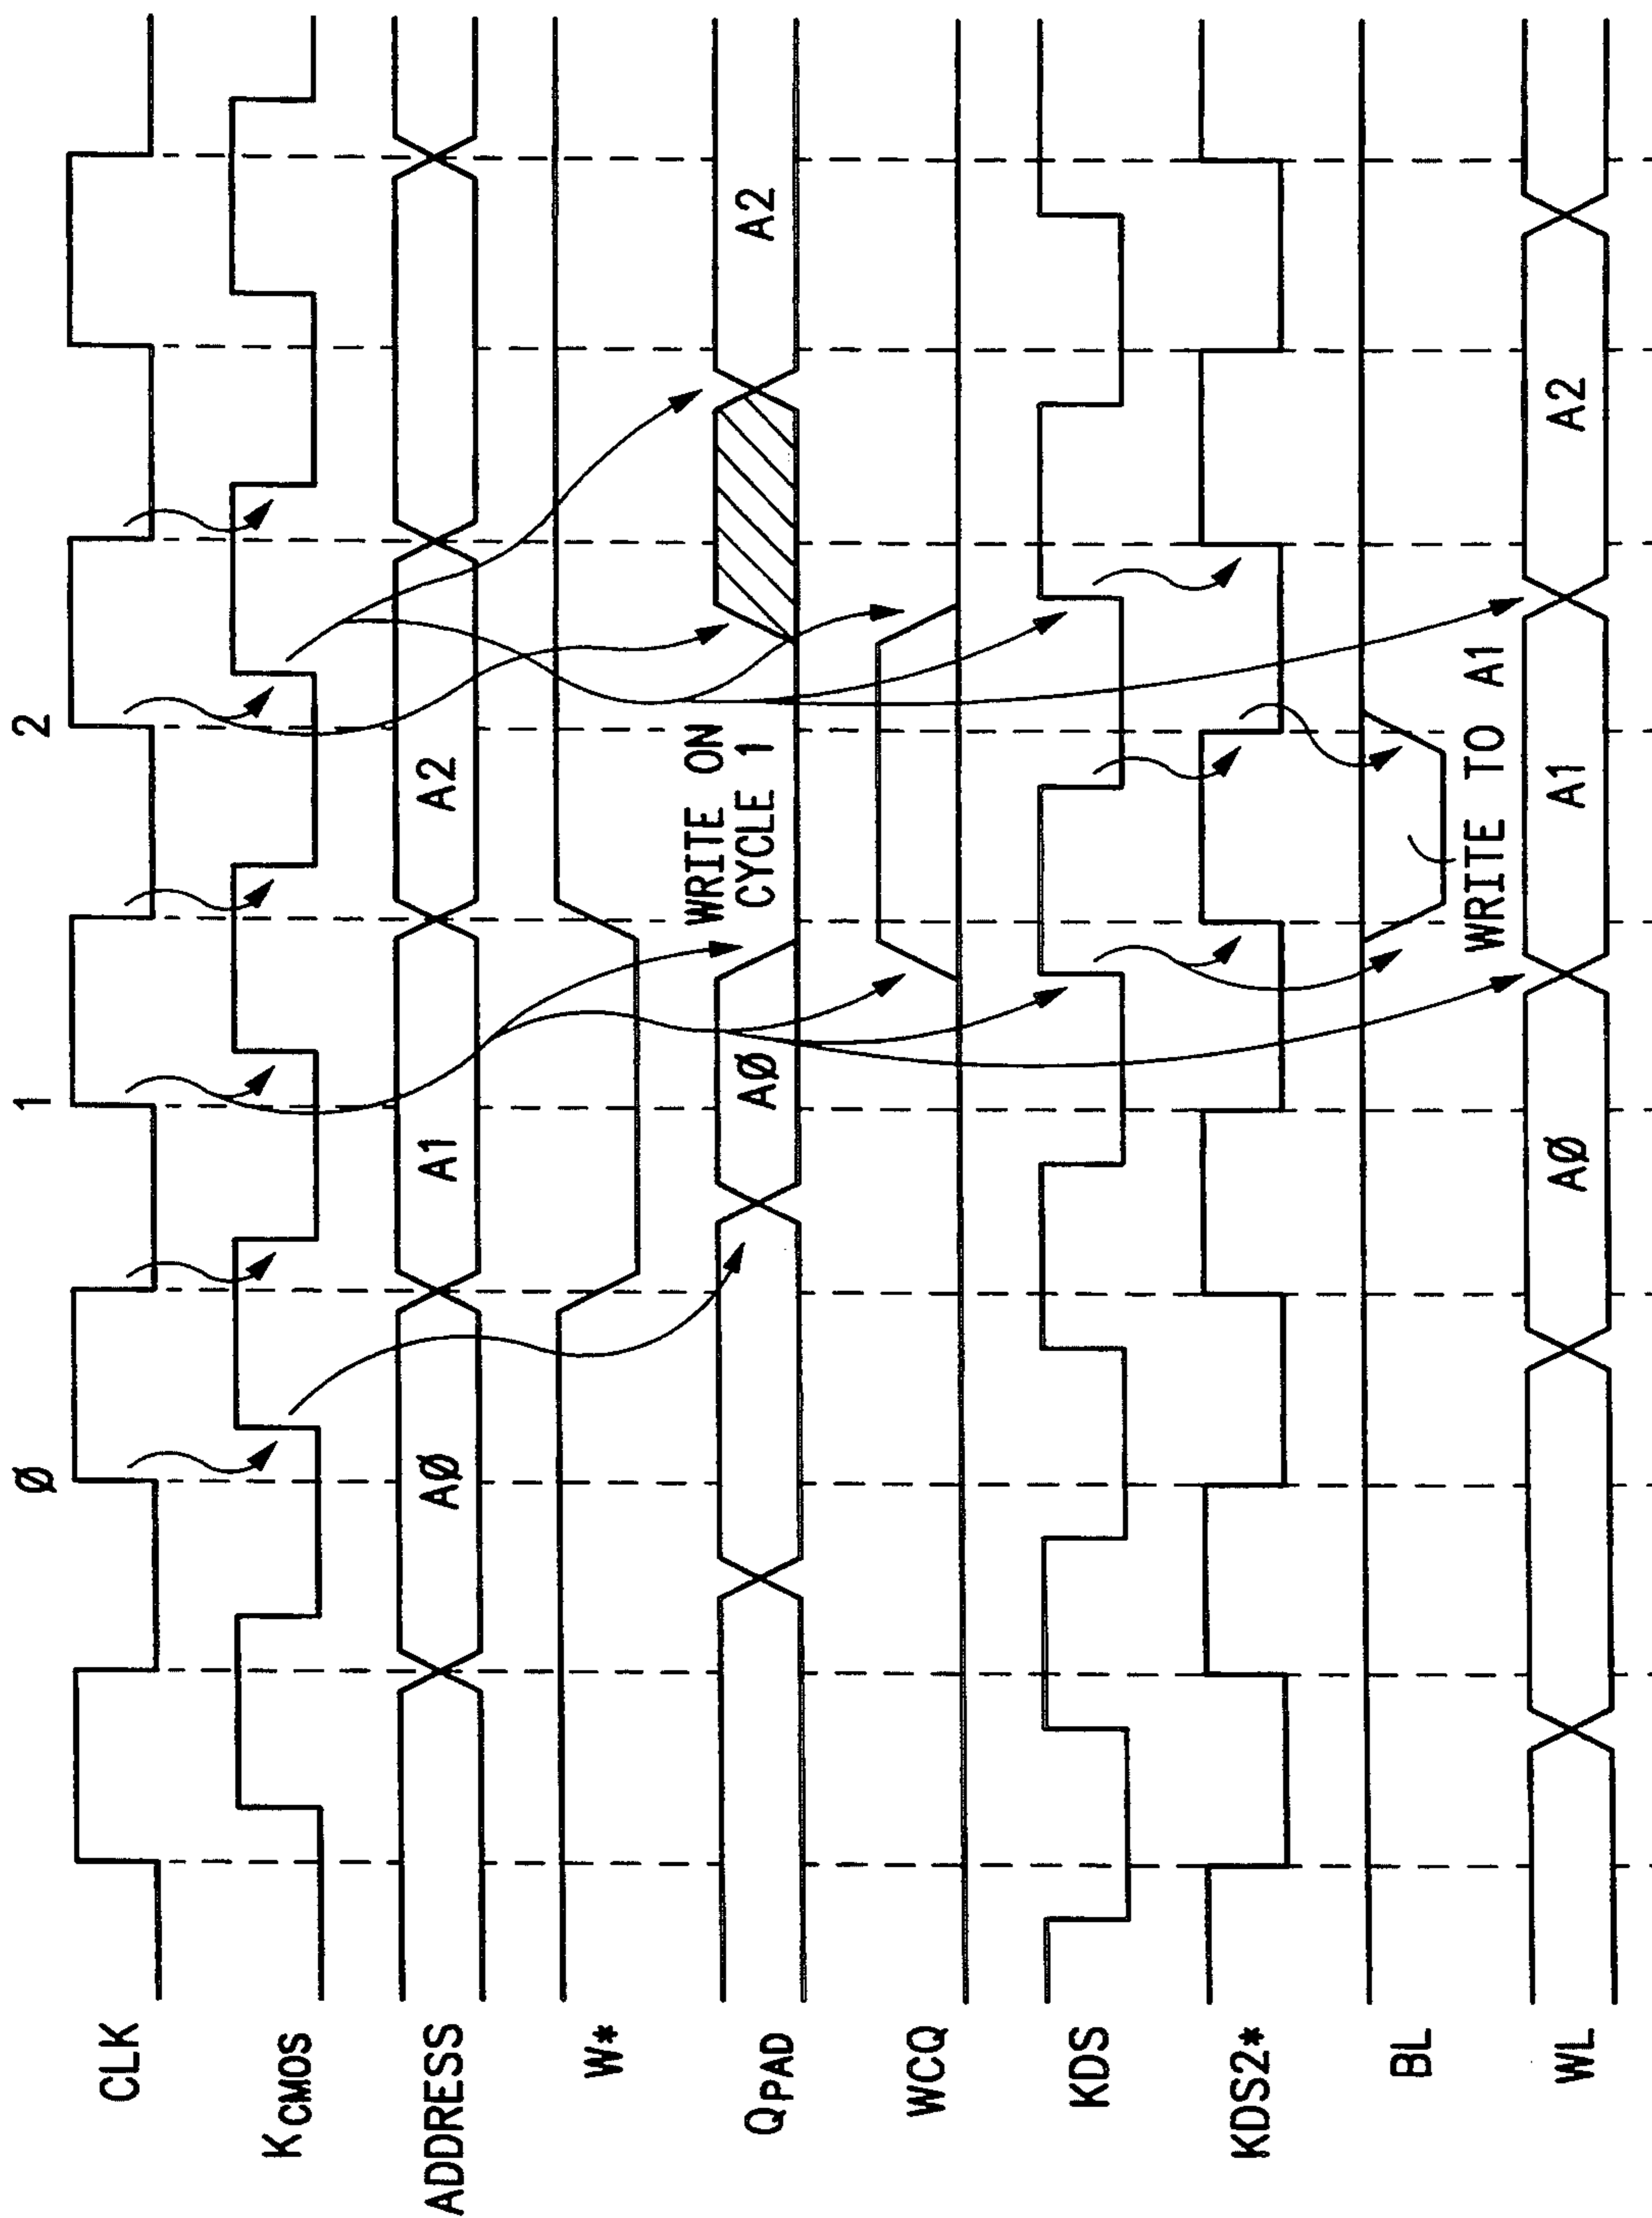 Ø 1 2
CLK
KCMOS
ADDRESS AØ A1 A2
W*
QPAD AØ WRITE ON
CYCLE 1 A2
WCQ
KDS
KDS2*
BL
WRITE TO A1
WL AØ A1 A2